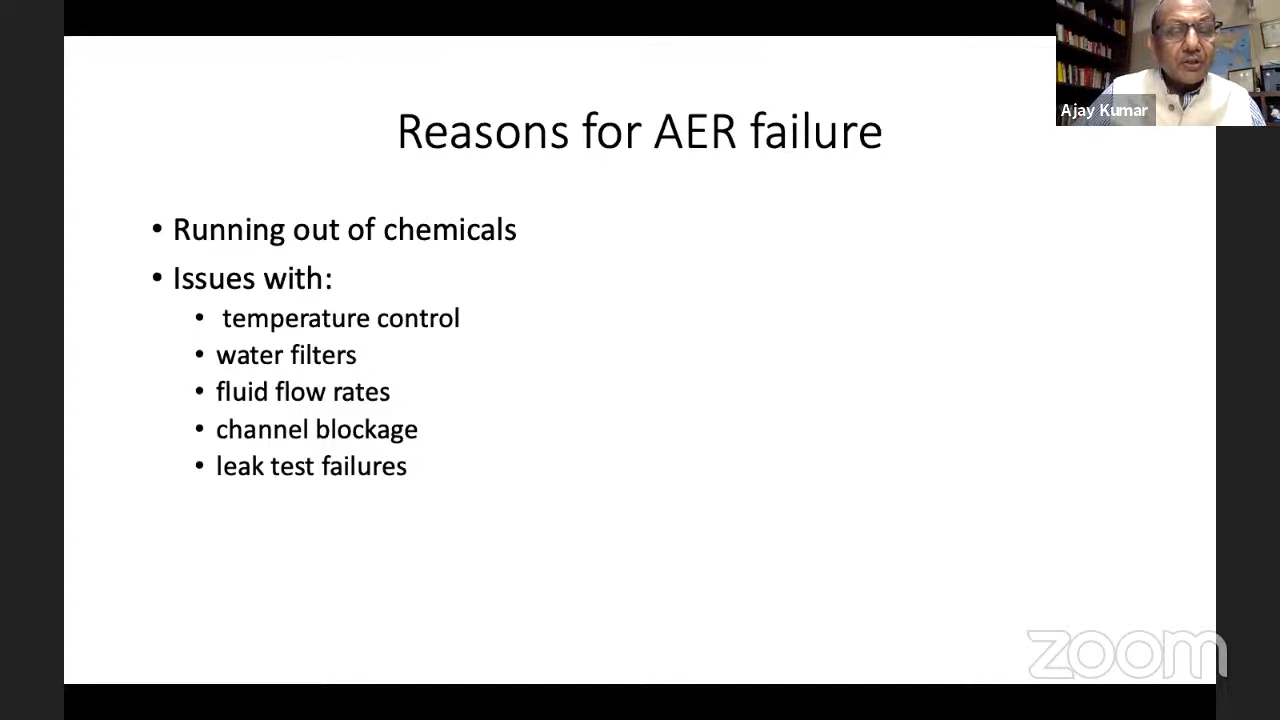 Ajay Kumar
Reasons for AER failure
• Running out of chemicals
• Issues with:
• temperature control
• water filters
• fluid flow rates
• channel blockage
• leak test failures
zoom